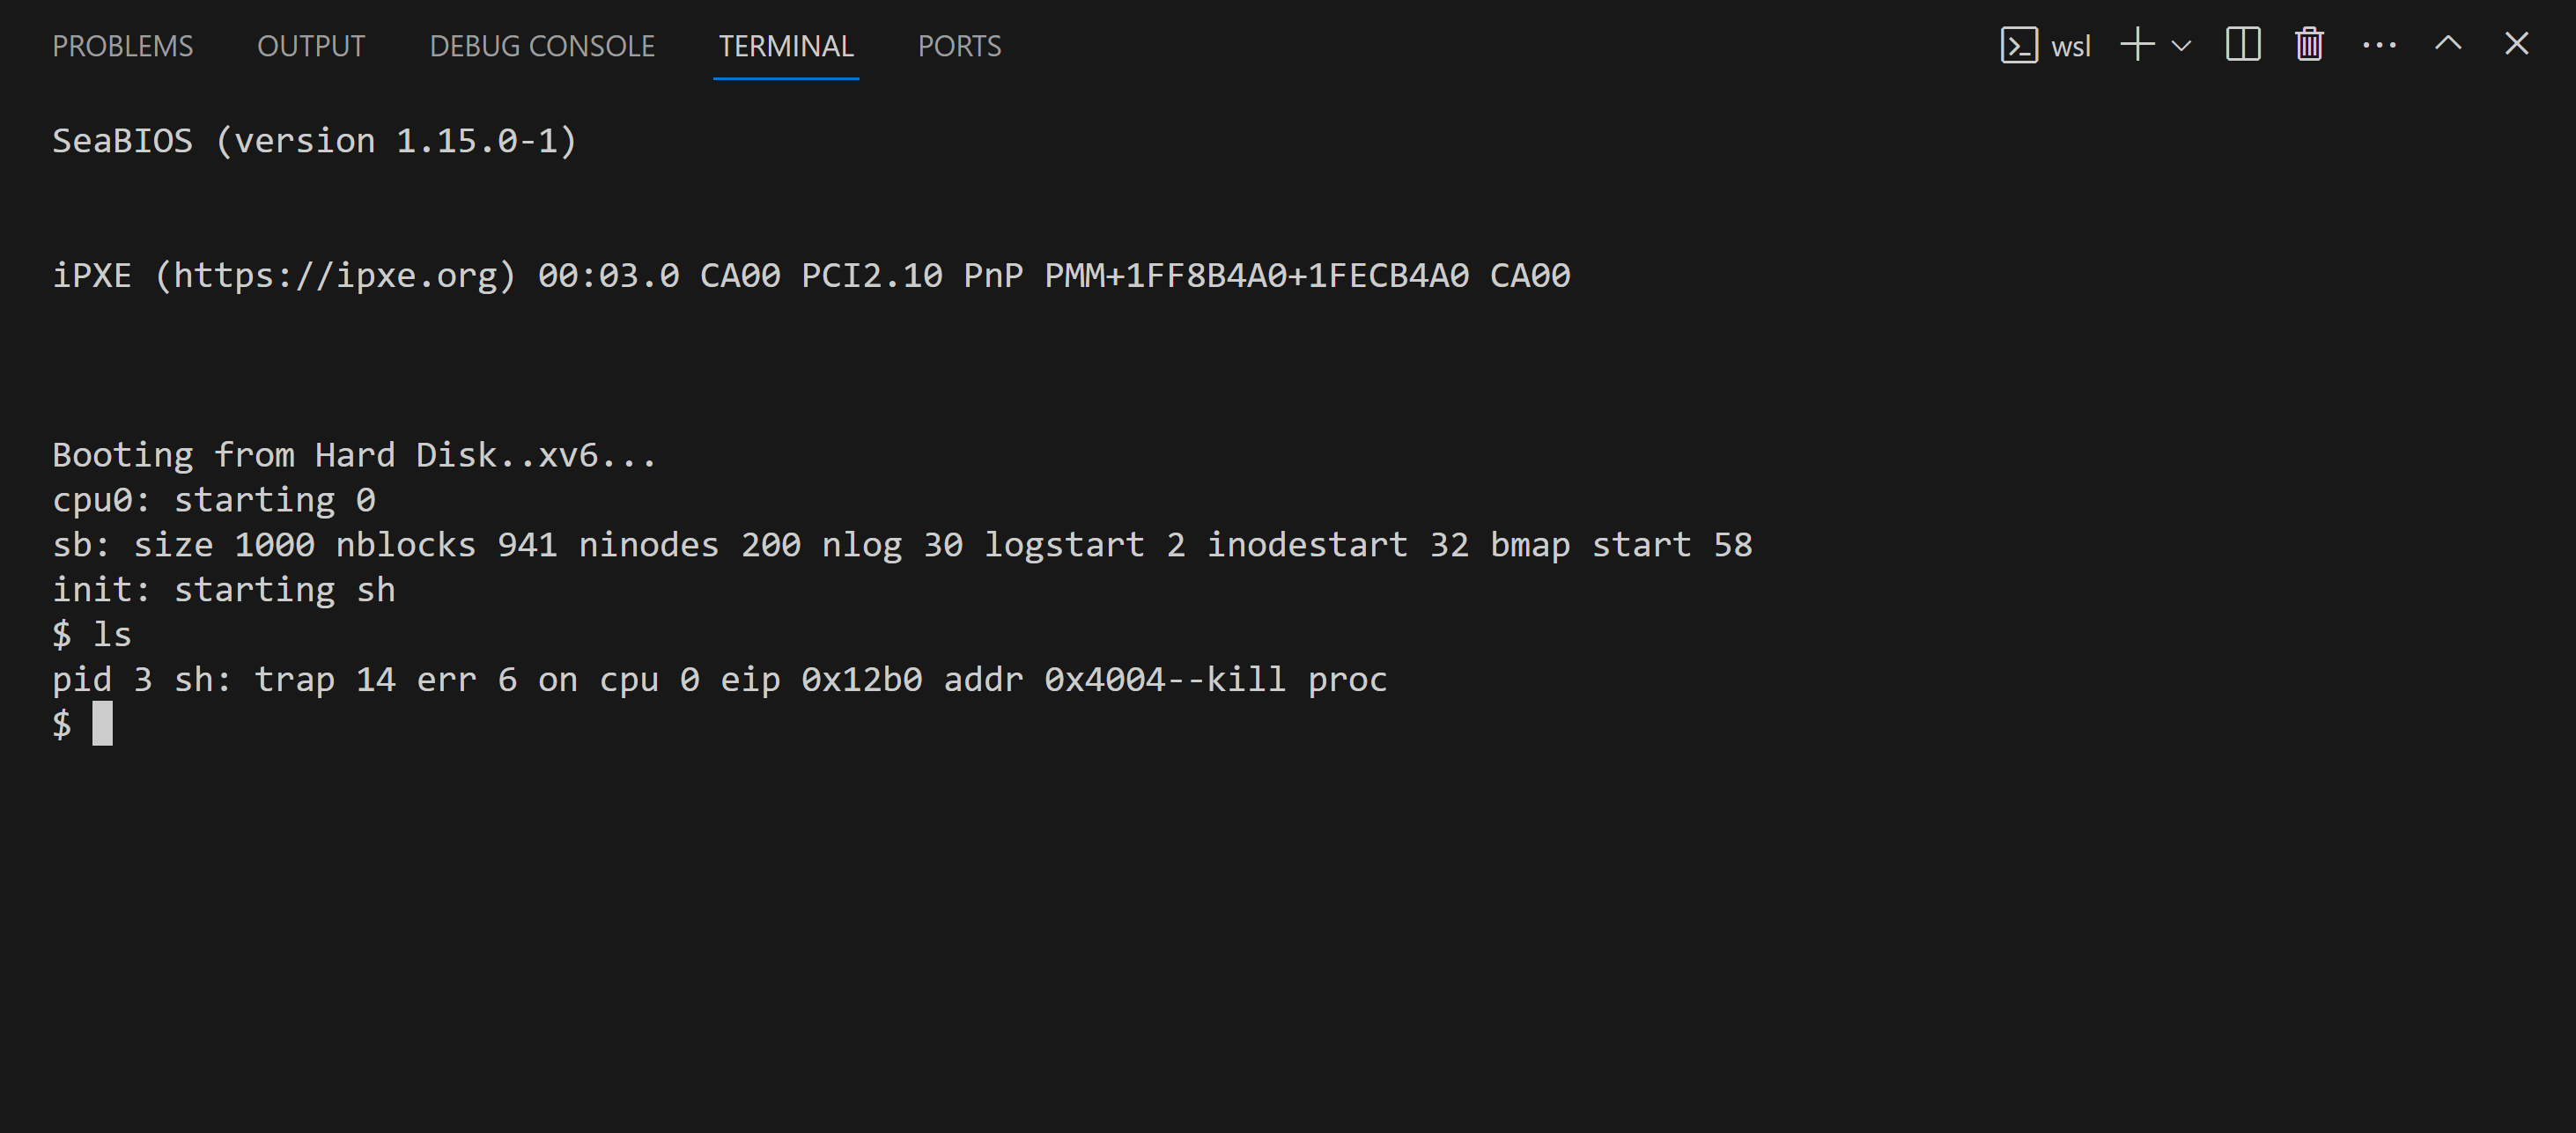 PROBLEMS OUTPUT DEBUG CONSOLE TERMINAL PORTS wsl
SeaBIOS (version 1.15.0-1)
iPXE (https://ipxe.org) 00:03.0 CA00 PCI2.10 PnP PMM+1FF8B4A0+1FECB4A0 CA00
Booting from Hard Disk..xv6...
cpu0: starting 0
sb: size 1000 nblocks 941 ninodes 200 nlog 30 logstart 2 inodestart 32 bmap start 58
init: starting sh
$ ls
pid 3 sh: trap 14 err 6 on cpu 0 eip 0x12b0 addr 0x4004--kill proc
$